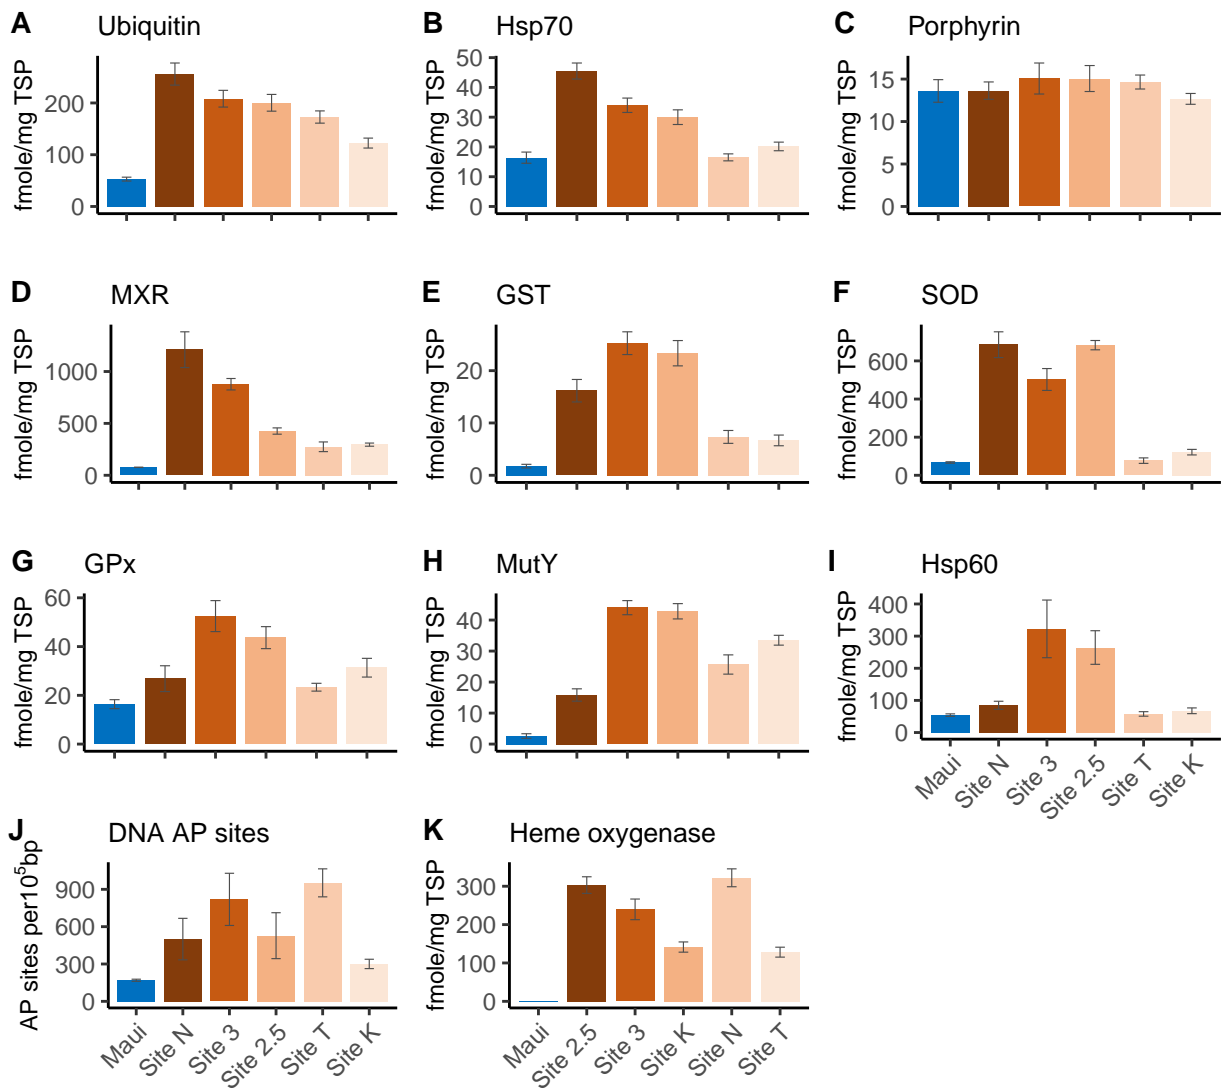 A Ubiquitin
fmole/mg TSP
200
100
0
B Hsp70
fmole/mg TSP
50
40
30
20
10
0
C Porphyrin
fmole/mg TSP
15
10
5
0
D MXR
fmole/mg TSP
1000
500
0
E GST
fmole/mg TSP
20
10
0
F SOD
fmole/mg TSP
600
400
200
0
G GPx
fmole/mg TSP
60
40
20
0
H MutY
fmole/mg TSP
40
30
20
10
0
I Hsp60
fmole/mg TSP
400
300
200
100
0
Maui
Site N
Site 3
Site 2.5
Site T
Site K
J DNA AP sites
AP sites per10⁵bp
900
600
300
0
Maui
Site N
Site 3
Site 2.5
Site T
Site K
K Heme oxygenase
fmole/mg TSP
300
200
100
0
Maui
Site 2.5
Site 3
Site K
Site N
Site T